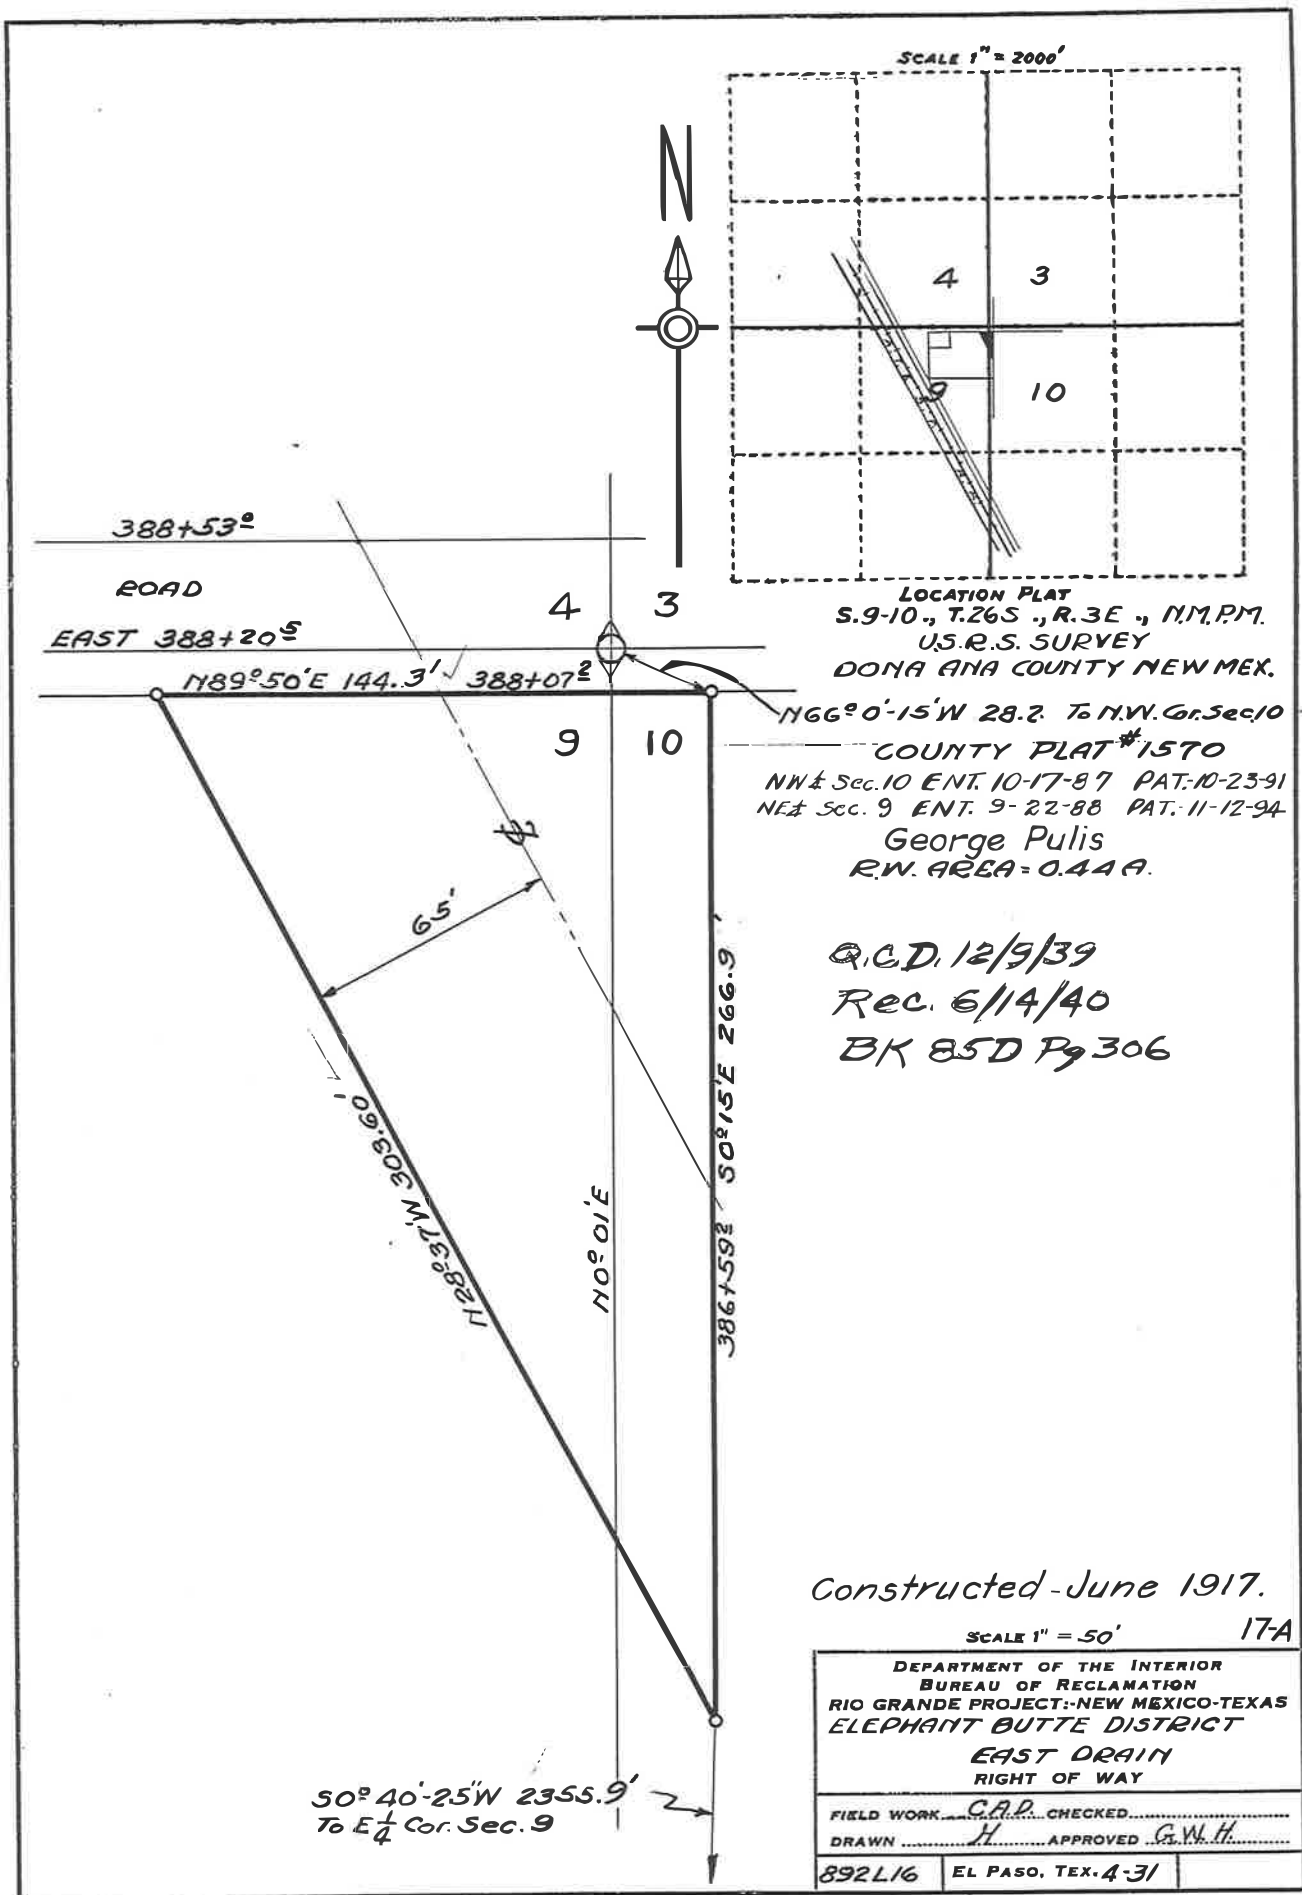 SCALE 1" = 2000'
N
4 3
9 10
LOCATION PLAT
S.9-10., T.26S ., R.3E ., N.M.P.M.
U.S.R.S. SURVEY
DONA ANA COUNTY NEW MEX.
388+53⁰
ROAD
EAST 388+20⁵
4 3
N89°50'E 144.3' 388+07²
9 10
N66°0'-15'W 28.2 To N.W. Cor. Sec. 10
COUNTY PLAT #1570
NW¼ Sec. 10 ENT. 10-17-87 PAT.-10-23-91
NE¼ Sec. 9 ENT. 9-22-88 PAT.-11-12-94
George Pulis
R.W. AREA = 0.44 A.
65'
Q.C.D. 12/9/39
Rec. 6/14/40
BK 85D Pg 306
N28°37'W 303.60'
N0°01'E
386+59² S0°15'E 266.9'
Constructed-June 1917.
SCALE 1" = 50'
17-A
DEPARTMENT OF THE INTERIOR
BUREAU OF RECLAMATION
RIO GRANDE PROJECT:-NEW MEXICO-TEXAS
ELEPHANT BUTTE DISTRICT
EAST DRAIN
RIGHT OF WAY
FIELD WORK C.A.D. CHECKED
DRAWN H APPROVED G.W.H.
892L16 EL PASO, TEX. 4-31
S0°40'-25"W 2355.9'
To E¼ Cor. Sec. 9